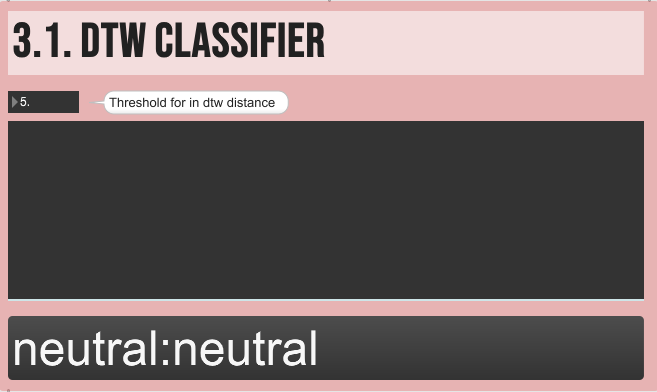 3.1. DTW CLASSIFIER
5.
Threshold for in dtw distance
neutral:neutral